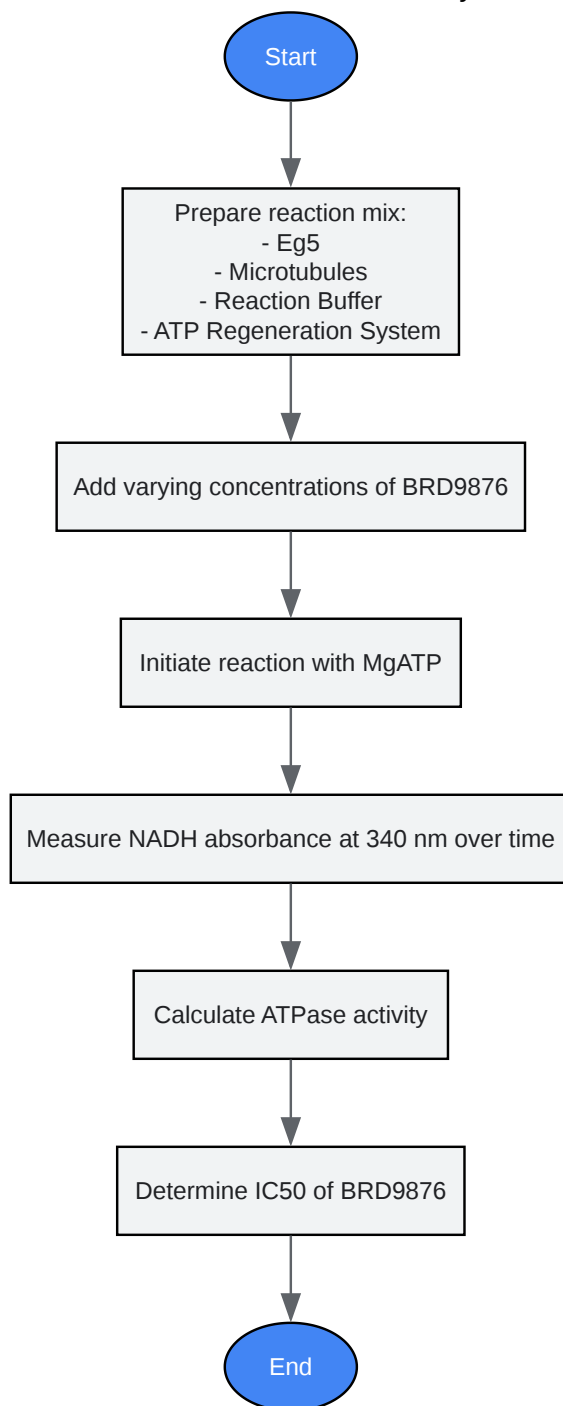 Start
Prepare reaction mix:
- Eg5
- Microtubules
- Reaction Buffer
- ATP Regeneration System
Add varying concentrations of BRD9876
Initiate reaction with MgATP
Measure NADH absorbance at 340 nm over time
Calculate ATPase activity
Determine IC50 of BRD9876
End